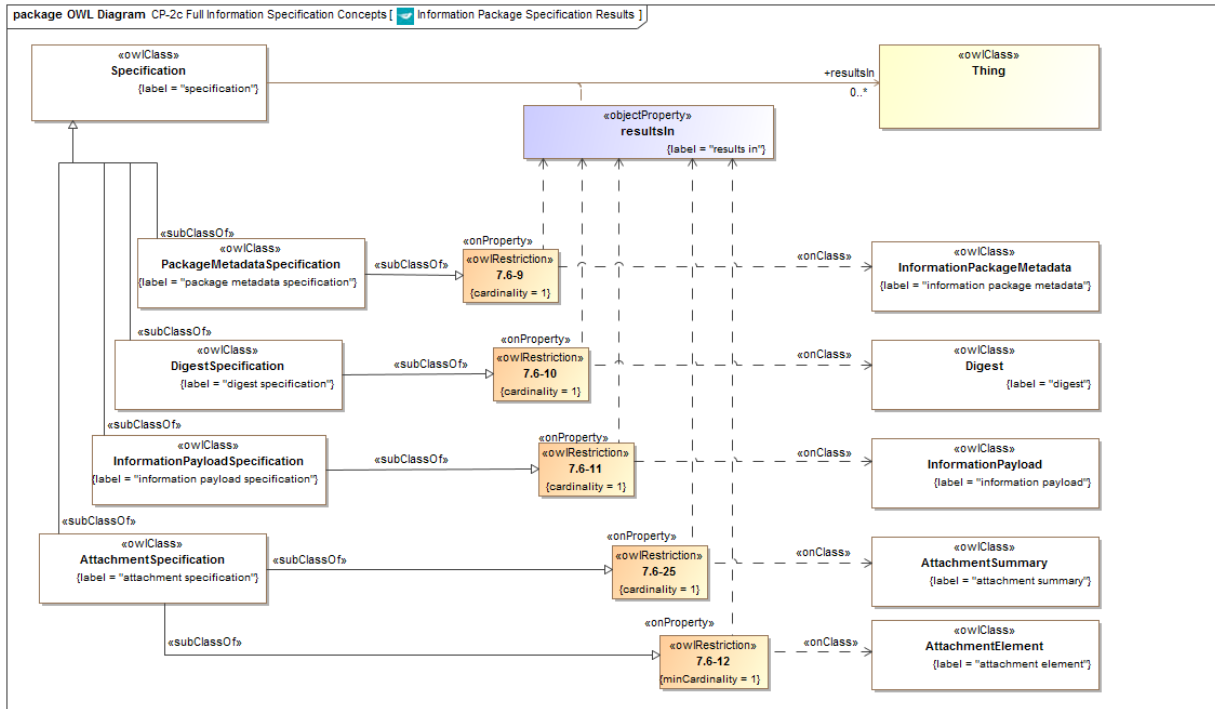 package OWL Diagram CP-2c Full Information Specification Concepts [ Information Package Specification Results ]
«owlClass»
Specification
{label = "specification"}
+resultsIn
0..*
«owlClass»
Thing
«objectProperty»
resultsIn
{label = "results in"}
«subClassOf»
«owlClass»
PackageMetadataSpecification
{label = "package metadata specification"}
«subClassOf»
«onProperty»
«owlRestriction»
7.6-9
{cardinality = 1}
«onClass»
«owlClass»
InformationPackageMetadata
{label = "information package metadata"}
«subClassOf»
«owlClass»
DigestSpecification
{label = "digest specification"}
«subClassOf»
«onProperty»
«owlRestriction»
7.6-10
{cardinality = 1}
«onClass»
«owlClass»
Digest
{label = "digest"}
«subClassOf»
«owlClass»
InformationPayloadSpecification
{label = "information payload specification"}
«subClassOf»
«onProperty»
«owlRestriction»
7.6-11
{cardinality = 1}
«onClass»
«owlClass»
InformationPayload
{label = "information payload"}
«subClassOf»
«owlClass»
AttachmentSpecification
{label = "attachment specification"}
«subClassOf»
«onProperty»
«owlRestriction»
7.6-25
{cardinality = 1}
«onClass»
«owlClass»
AttachmentSummary
{label = "attachment summary"}
«subClassOf»
«onProperty»
«owlRestriction»
7.6-12
{minCardinality = 1}
«onClass»
«owlClass»
AttachmentElement
{label = "attachment element"}